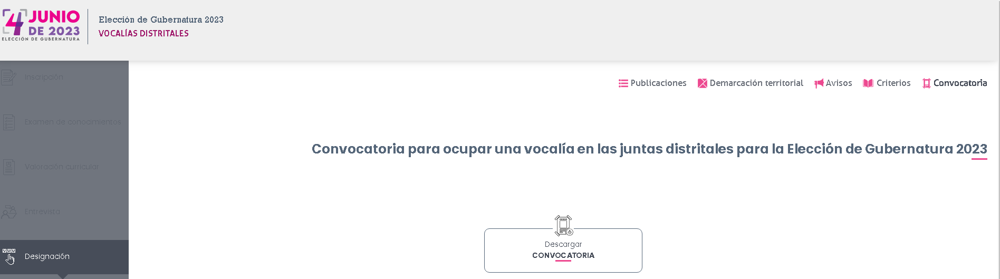 4 JUNIO
DE 2023
ELECCIÓN DE GUBERNATURA
Elección de Gubernatura 2023
VOCALÍAS DISTRITALES
Inscripción
Examen de conocimientos
Valoración curricular
Entrevista
Designación
Publicaciones Demarcación territorial Avisos Criterios Convocatoria
Convocatoria para ocupar una vocalía en las juntas distritales para la Elección de Gubernatura 2023
Descargar
CONVOCATORIA